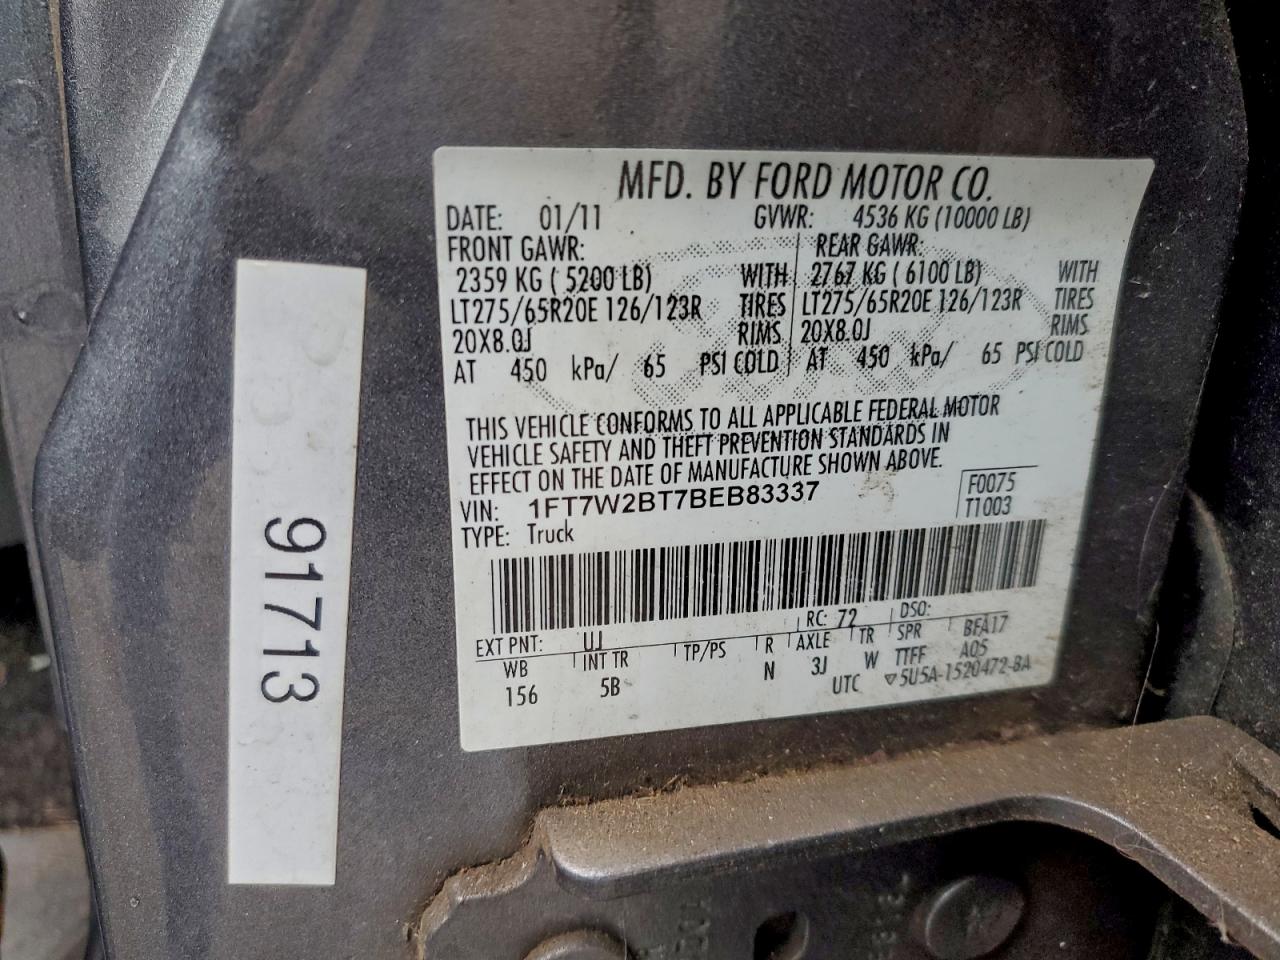 MFD. BY FORD MOTOR CO.
DATE: 01/11 GVWR: 4536 KG (10000 LB)
FRONT GAWR: REAR GAWR:
2359 KG ( 5200 LB) WITH 2767 KG ( 6100 LB) WITH
LT275/65R20E 126/123R TIRES LT275/65R20E 126/123R TIRES
20X8.0J RIMS 20X8.0J RIMS
AT 450 kPa/ 65 PSI COLD AT 450 kPa/ 65 PSI COLD
THIS VEHICLE CONFORMS TO ALL APPLICABLE FEDERAL MOTOR
VEHICLE SAFETY AND THEFT PREVENTION STANDARDS IN
EFFECT ON THE DATE OF MANUFACTURE SHOWN ABOVE.
VIN: 1FT7W2BT7BEB83337 F0075
TYPE: Truck T1003
EXT PNT: UJ RC: 72 DSO:
WB INT TR TP/PS R AXLE TR SPR BFA17
156 5B N 3J W TTFF A05
UTC ▽5U5A-1520472-BA
91713